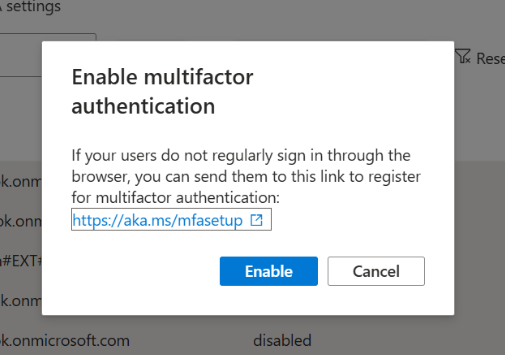 settings
Rese
Enable multifactor
authentication
If your users do not regularly sign in through the
browser, you can send them to this link to register
for multifactor authentication:
https://aka.ms/mfasetup
Enable Cancel
ok.onm
ok.onm
#EXT#
ok.onm
ok.onmicrosoft.com disabled